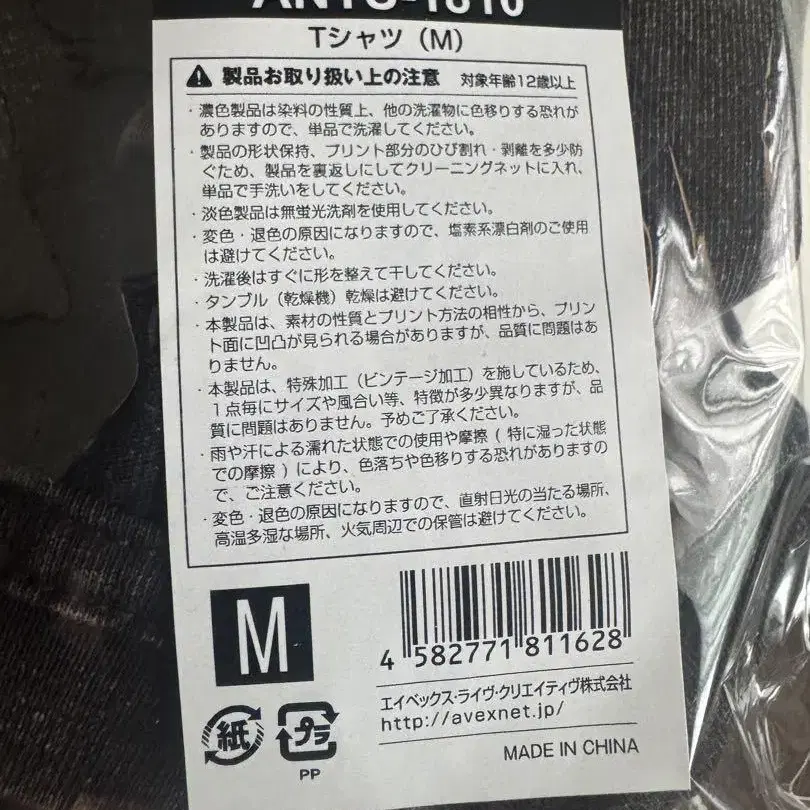 Tシャツ（M）
製品お取り扱い上の注意 対象年齢12歳以上
・濃色製品は染料の性質上、他の洗濯物に色移りする恐れが
ありますので、単品で洗濯してください。
・製品の形状保持、プリント部分のひび割れ・剥離を多少防
ぐため、製品を裏返しにしてクリーニングネットに入れ、
単品で手洗いをしてください。
・淡色製品は無蛍光洗剤を使用してください。
・変色・退色の原因になりますので、塩素系漂白剤のご使用
は避けてください。
・洗濯後はすぐに形を整えて干してください。
・タンブル（乾燥機）乾燥は避けてください。
・本製品は、素材の性質とプリント方法の相性から、プリン
ト面に凹凸が見られる場合がありますが、品質に問題はあ
りません。
・本製品は、特殊加工（ビンテージ加工）を施しているため、
１点毎にサイズや風合い等、特徴が多少異なりますが、品
質に問題はありません。予めご了承ください。
・雨や汗による濡れた状態での使用や摩擦（特に湿った状態
での摩擦）により、色落ちや色移りする恐れがありますの
で、ご注意ください。
・変色・退色の原因になりますので、直射日光の当たる場所、
高温多湿な場所、火気周辺での保管は避けてください。
M
4 582771 811628
エイベックス・ライヴ・クリエイティヴ株式会社
http://avexnet.jp/
紙 プラ
PP
MADE IN CHINA